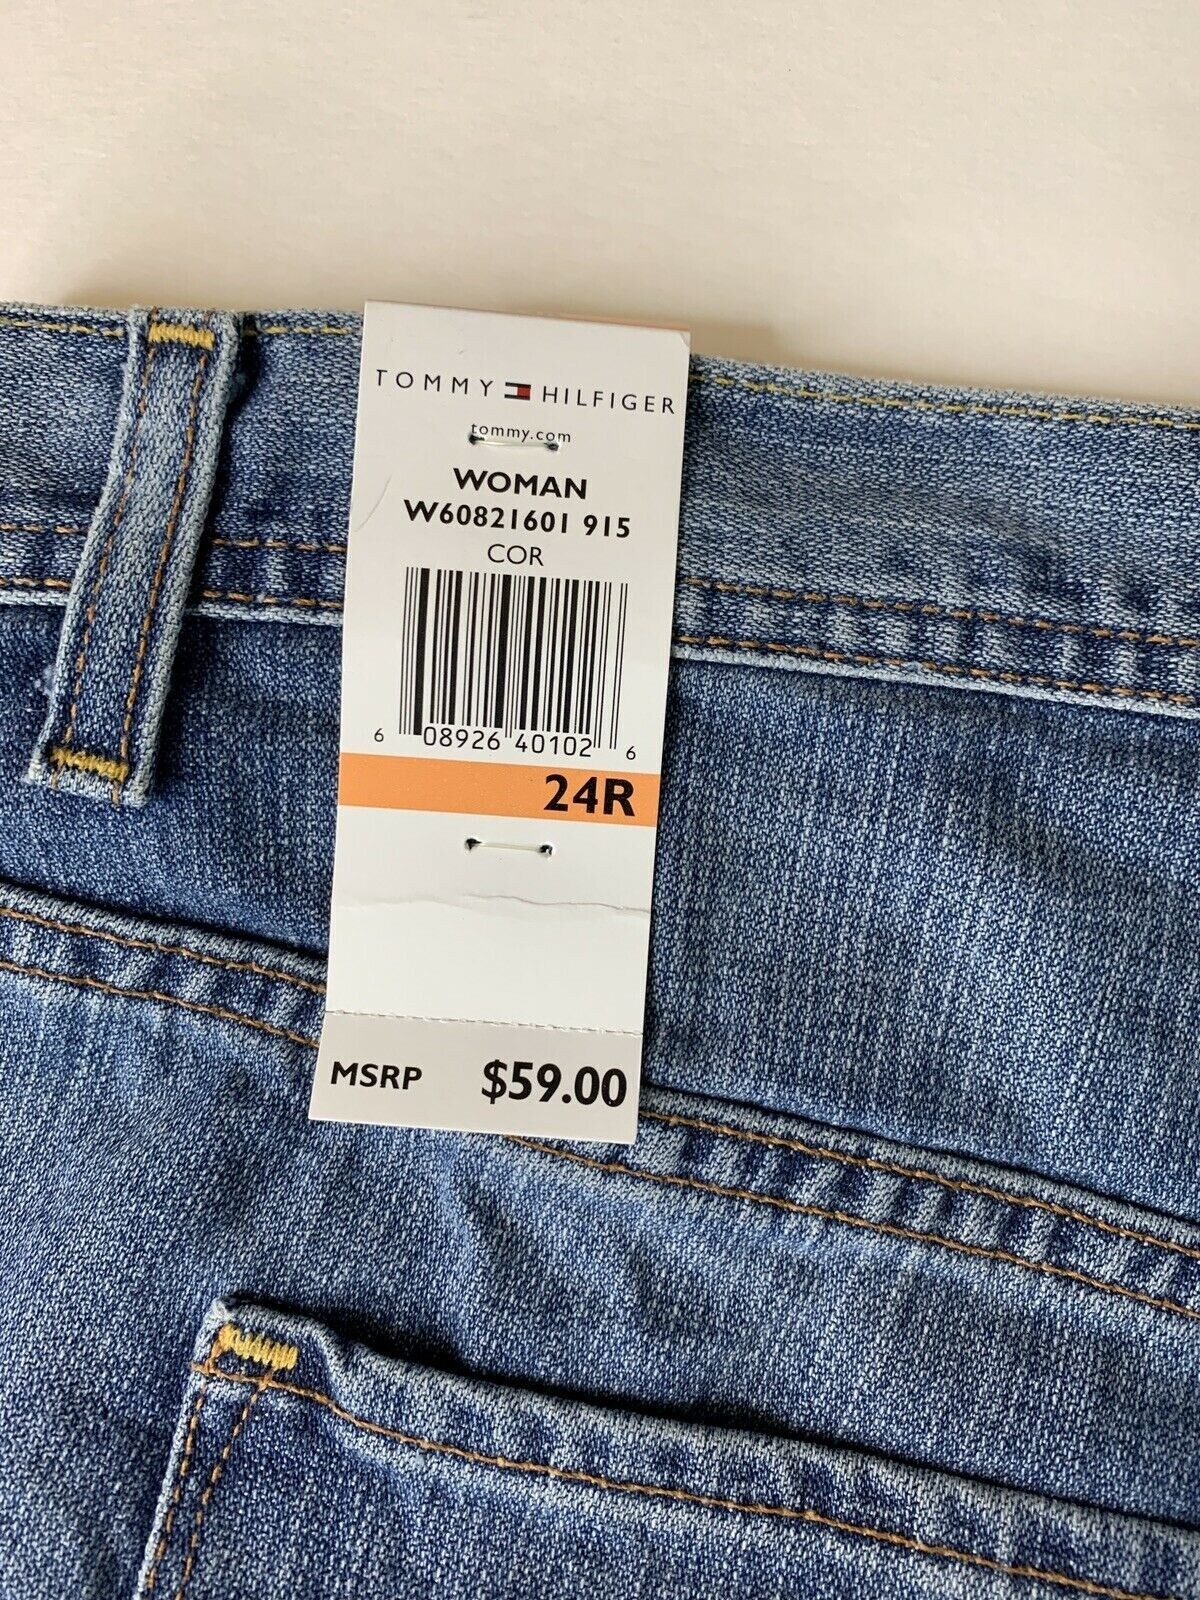 TOMMY HILFIGER
tommy.com
WOMAN
W60821601 915
COR
6 08926 40102 6
24R
MSRP $59.00